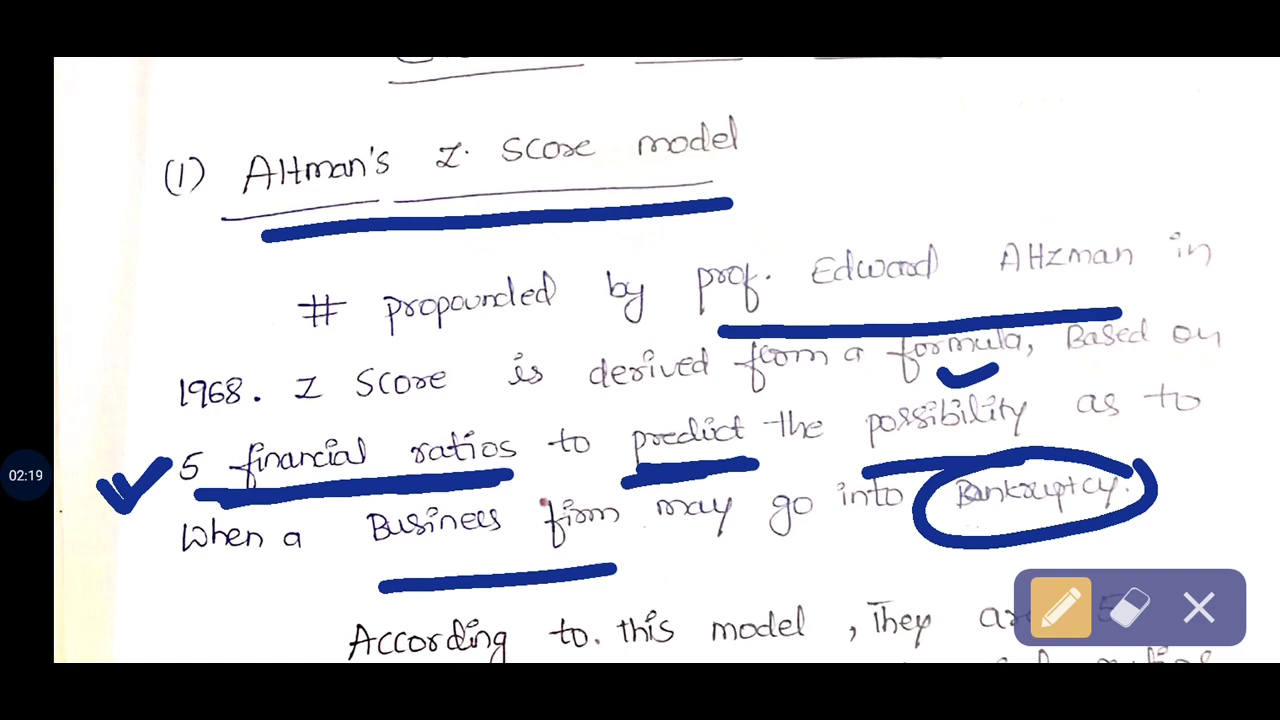 (1) Altman's Z. Score model
# propounded by prof. Edward Altzman in
1968. Z Score is derived from a formula, Based on
5 financial ratios to predict the possibility as to
02:19
When a Business firm may go into Bankruptcy.
According to. this model, They are 5